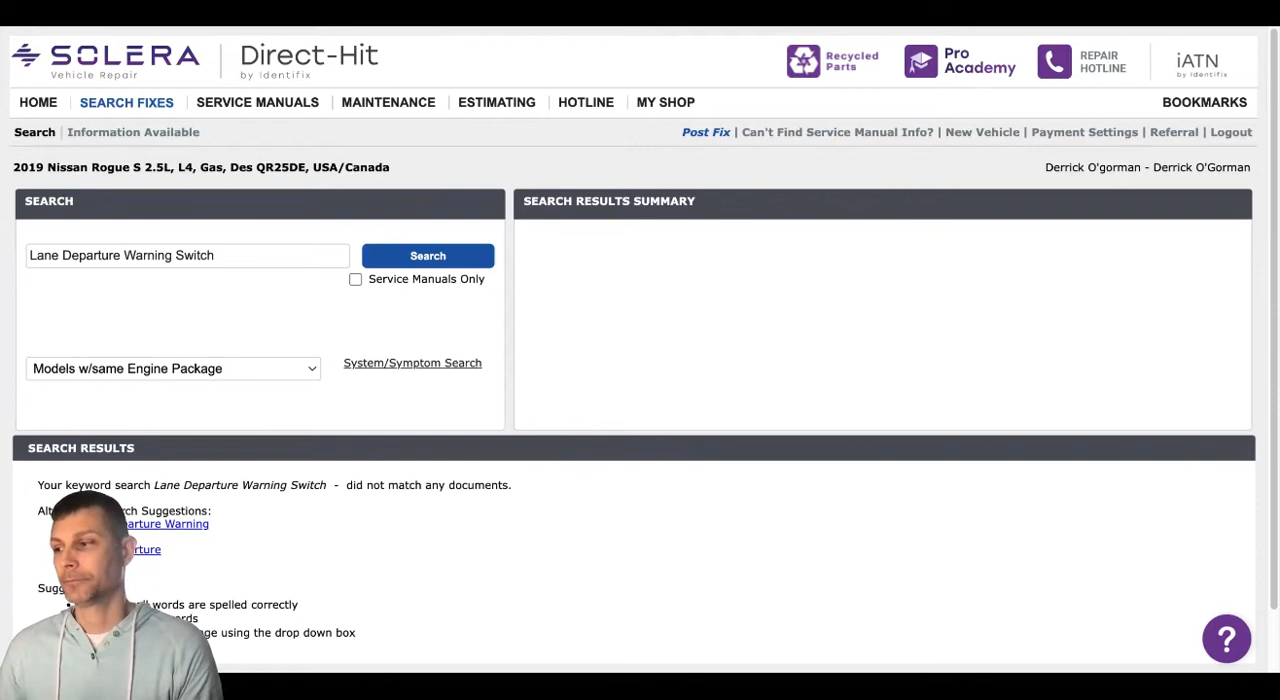 SOLERA
Vehicle Repair
Direct-Hit
by Identifix
Recycled
Parts
Pro
Academy
REPAIR
HOTLINE
iATN
by Identifix
HOME SEARCH FIXES SERVICE MANUALS MAINTENANCE ESTIMATING HOTLINE MY SHOP BOOKMARKS
Search | Information Available Post Fix | Can't Find Service Manual Info? | New Vehicle | Payment Settings | Referral | Logout
2019 Nissan Rogue S 2.5L, L4, Gas, Des QR25DE, USA/Canada Derrick O'gorman - Derrick O'Gorman
SEARCH
SEARCH RESULTS SUMMARY
Lane Departure Warning Switch Search
Service Manuals Only
Models w/same Engine Package System/Symptom Search
SEARCH RESULTS
Your keyword search Lane Departure Warning Switch - did not match any documents.
Suggestions:
Warning
words are spelled correctly
using the drop down box
?